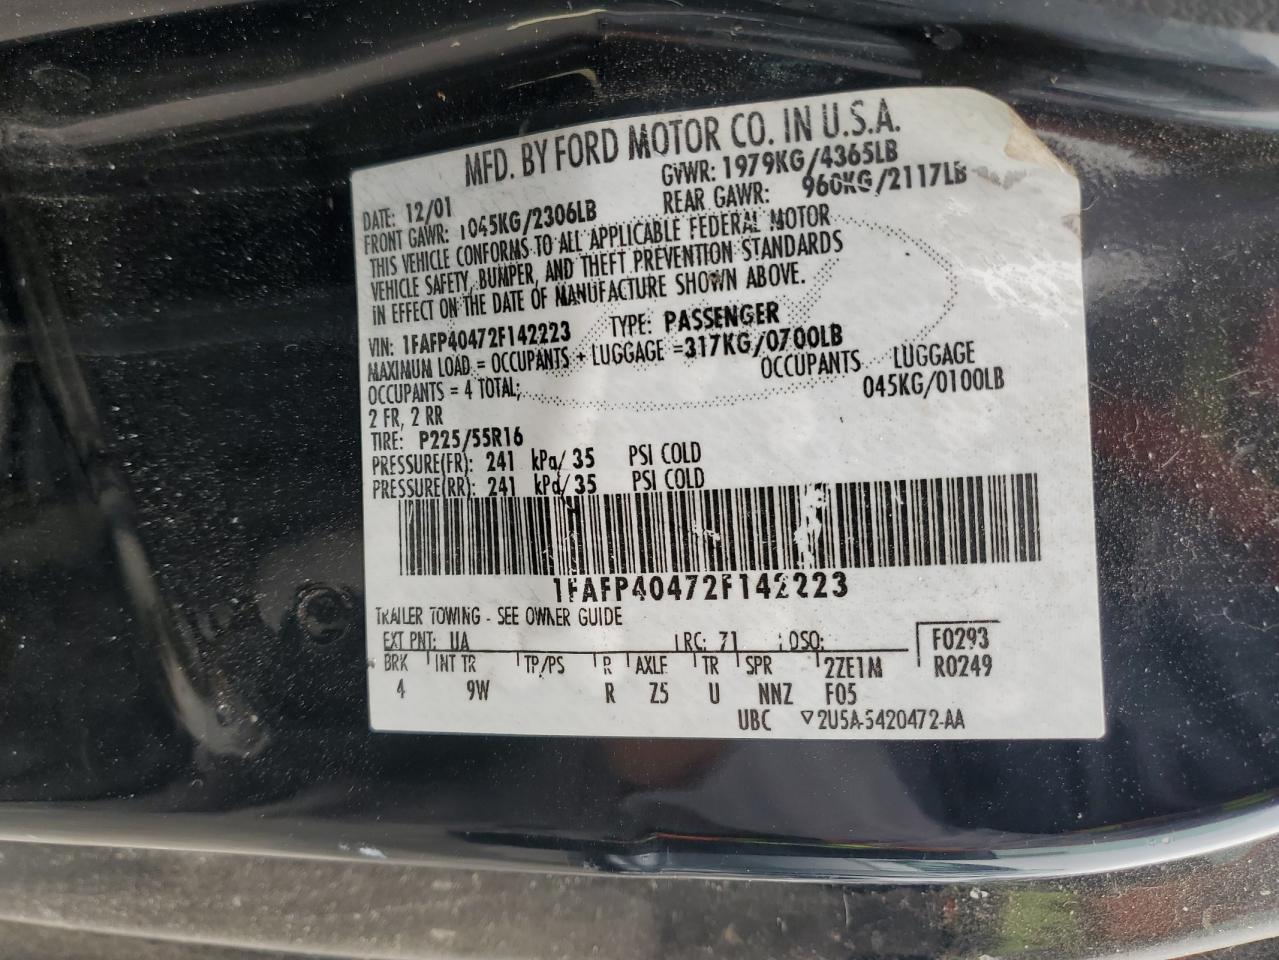 MFD. BY FORD MOTOR CO. IN U.S.A.
DATE: 12/01 GVWR: 1979KG/4365LB
FRONT GAWR: 1045KG/2306LB REAR GAWR: 960KG/2117LB
THIS VEHICLE CONFORMS TO ALL APPLICABLE FEDERAL MOTOR
VEHICLE SAFETY, BUMPER, AND THEFT PREVENTION STANDARDS
IN EFFECT ON THE DATE OF MANUFACTURE SHOWN ABOVE.
VIN: 1FAFP40472F142223 TYPE: PASSENGER
MAXIMUM LOAD = OCCUPANTS + LUGGAGE =317KG/0700LB
OCCUPANTS = 4 TOTAL; OCCUPANTS LUGGAGE
2 FR, 2 RR 045KG/0100LB
TIRE: P225/55R16
PRESSURE(FR): 241 kPa/ 35 PSI COLD
PRESSURE(RR): 241 kPa/ 35 PSI COLD
1FAFP40472F142223
TRAILER TOWING - SEE OWNER GUIDE
EXT PNT: UA RC: 71 DSO: F0293
BRK INT TR TP/PS R AXLE TR SPR 2ZE1M R0249
4 9W R Z5 U NNZ F05
UBC ▽2U5A-5420472-AA